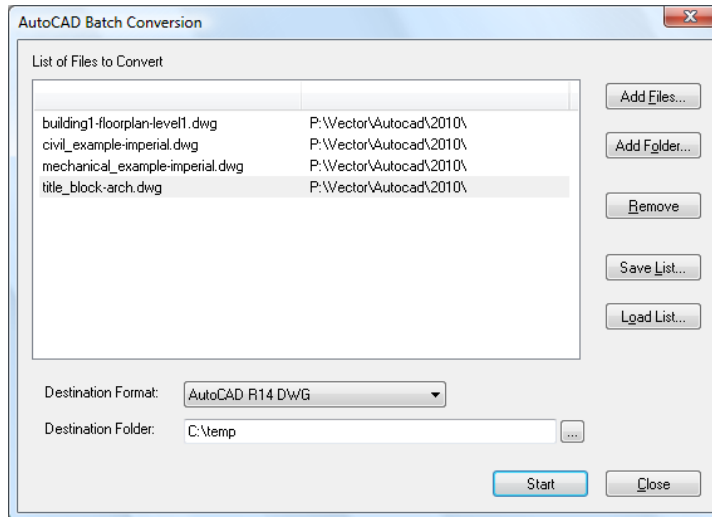 AutoCAD Batch Conversion
List of Files to Convert
building1-floorplan-level1.dwg P:\Vector\Autocad\2010\
civil_example-imperial.dwg P:\Vector\Autocad\2010\
mechanical_example-imperial.dwg P:\Vector\Autocad\2010\
title_block-arch.dwg P:\Vector\Autocad\2010\
Add Files...
Add Folder...
Remove
Save List...
Load List...
Destination Format: AutoCAD R14 DWG
Destination Folder: C:\temp
...
Start Close